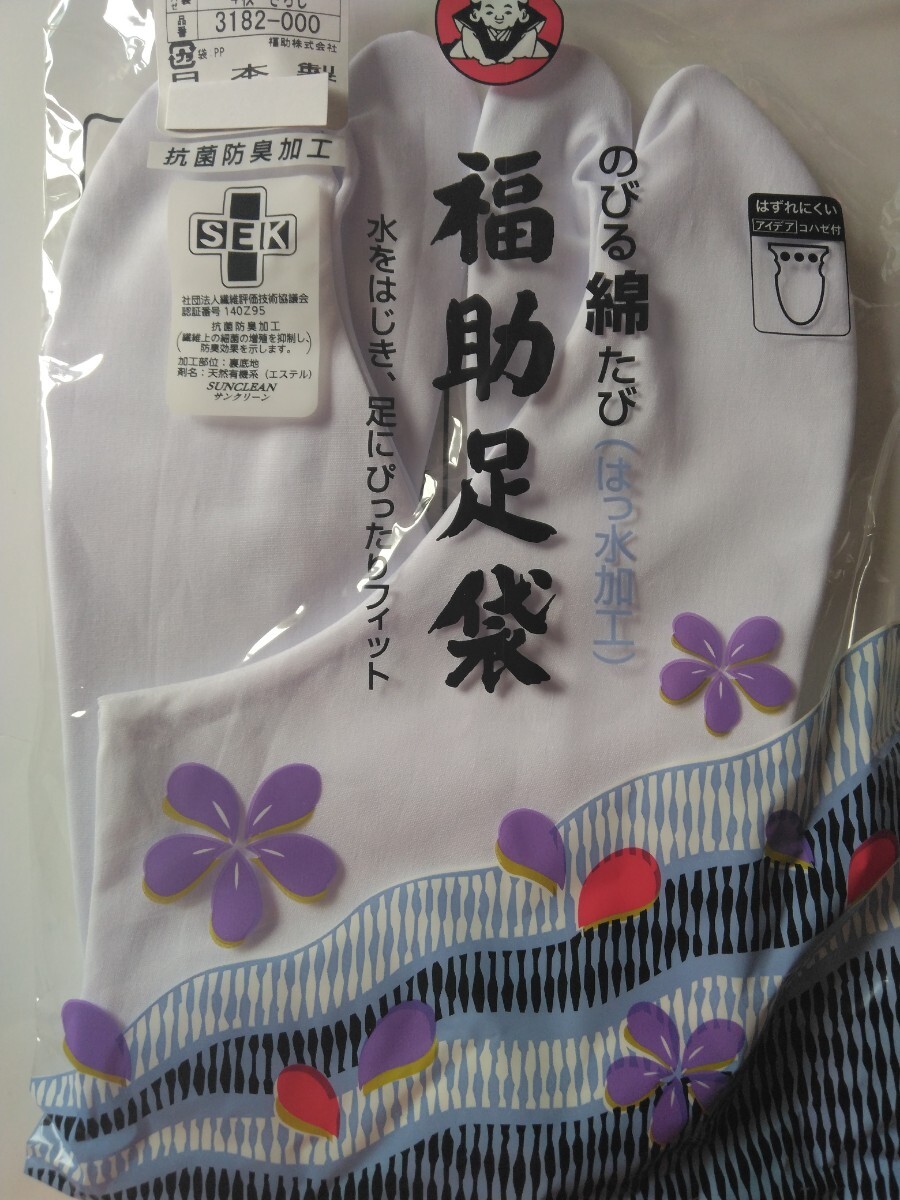 品番
3182-000
福助株式会社
袋 PP
日本製
抗菌防臭加工
SEK
社団法人繊維評価技術協議会
認証番号 140Z95
抗菌防臭加工
(繊維上の細菌の増殖を抑制し、
防臭効果を示します。)
加工部位：裏底地
剤名：天然有機系（エステル）
SUNCLEAN
サンクリーン
のびる綿たび(はっ水加工)
福助足袋
水をはじき、足にぴったりフィット
はずれにくい
アイデア コハゼ付